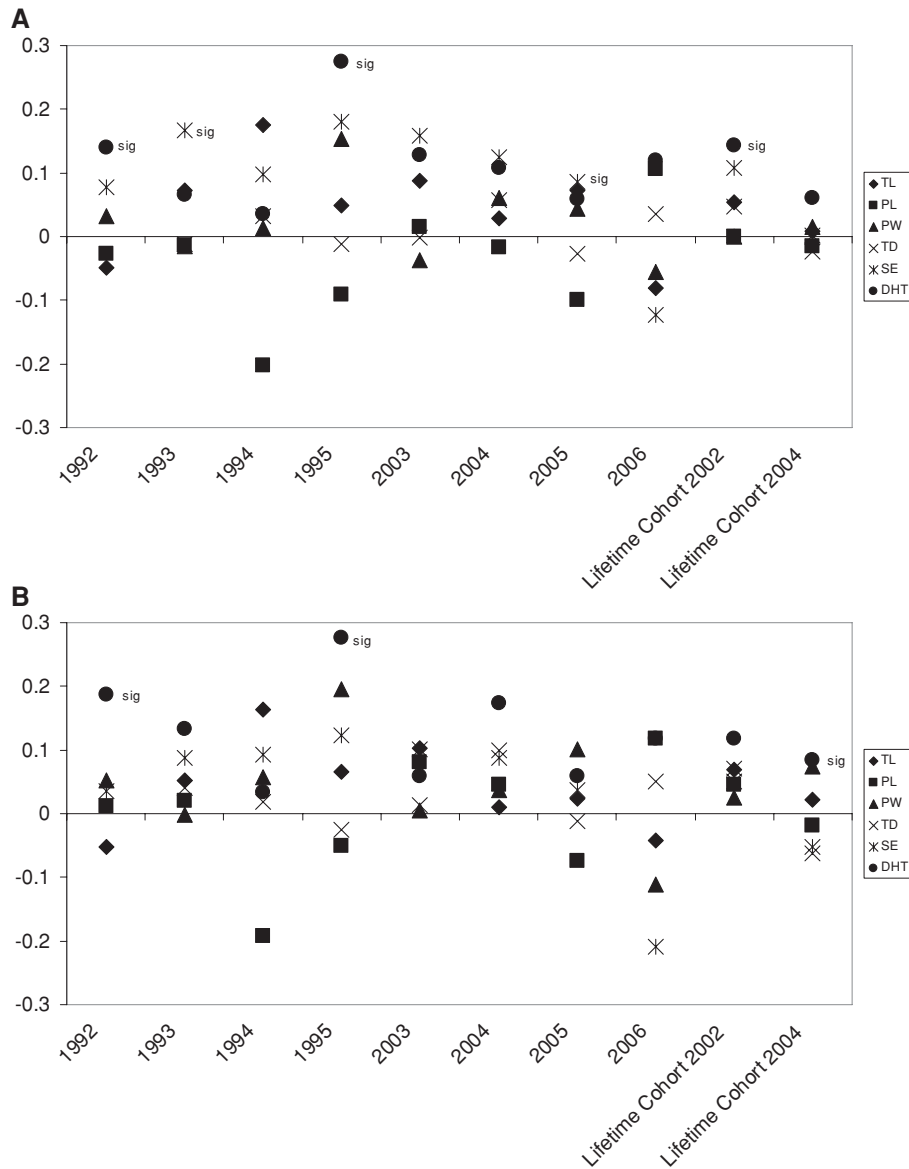 A
0.3
0.2
0.1
0
-0.1
-0.2
-0.3
sig
sig
sig
sig
sig
1992
1993
1994
1995
2003
2004
2005
2006
Lifetime Cohort 2002
Lifetime Cohort 2004
TL
PL
PW
TD
SE
DHT
B
0.3
0.2
0.1
0
-0.1
-0.2
-0.3
sig
sig
sig
1992
1993
1994
1995
2003
2004
2005
2006
Lifetime Cohort 2002
Lifetime Cohort 2004
TL
PL
PW
TD
SE
DHT